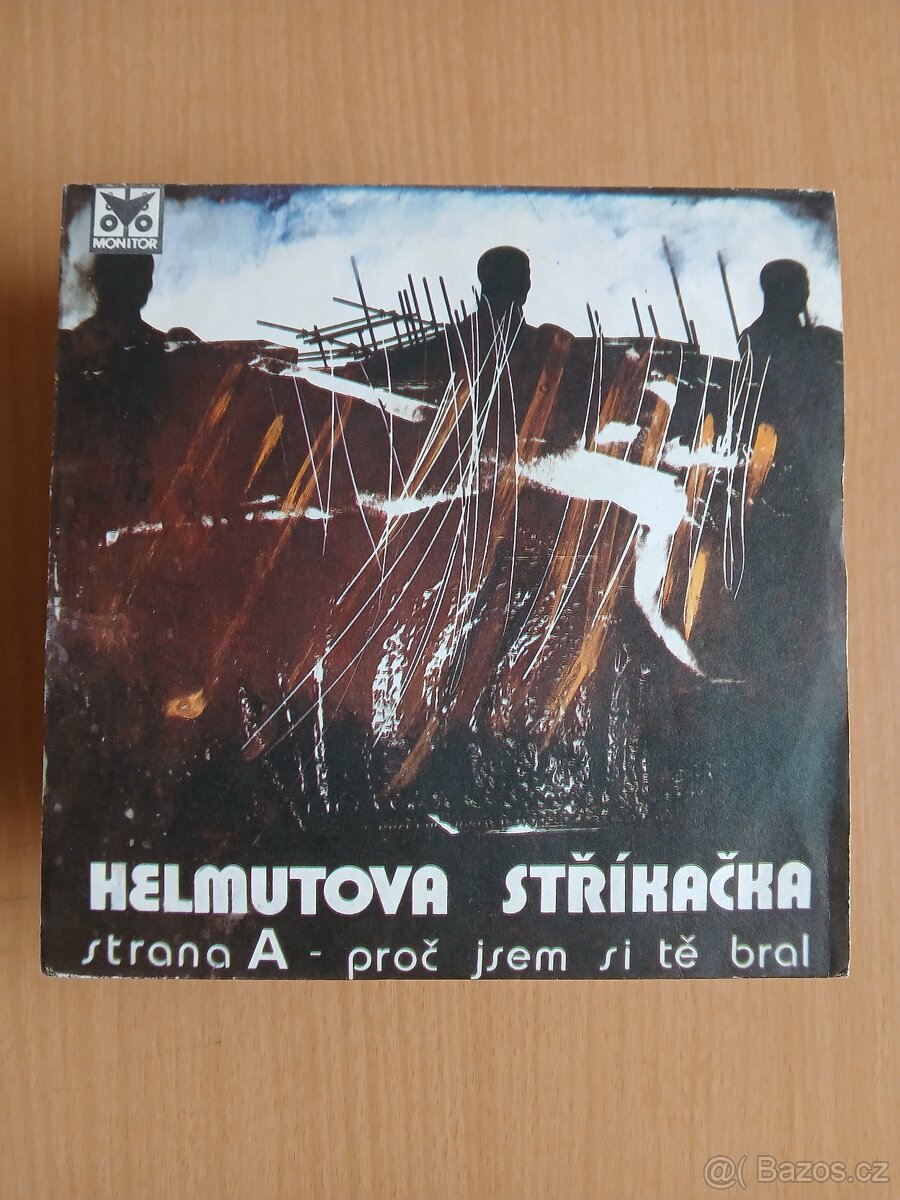 MONITOR
HELMUTOVA STŘÍKAČKA
strana A - proč jsem si tě bral
@( Bazos.cz